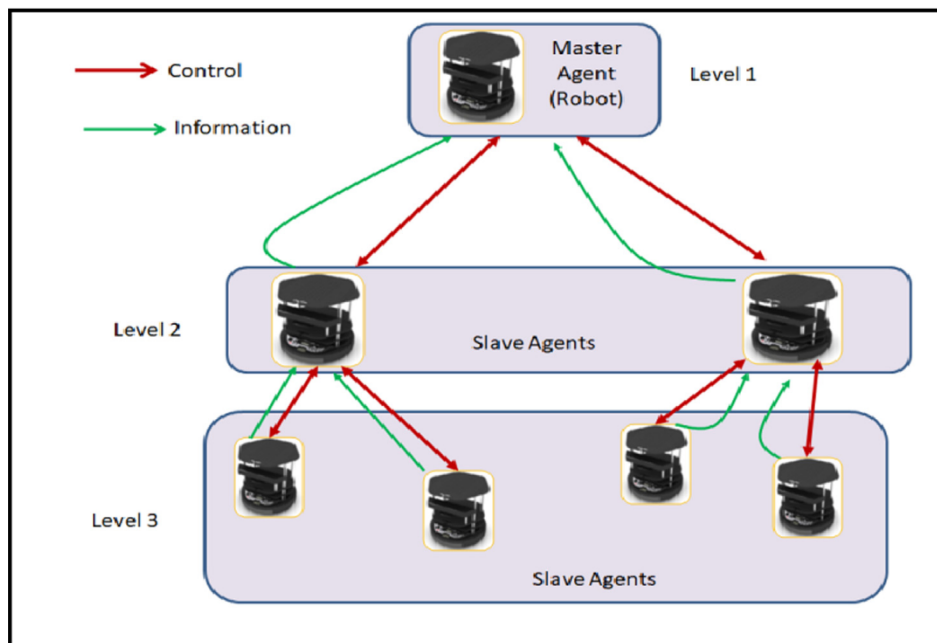 Control
Information
Master
Agent
(Robot)
Level 1
Level 2
Slave Agents
Level 3
Slave Agents